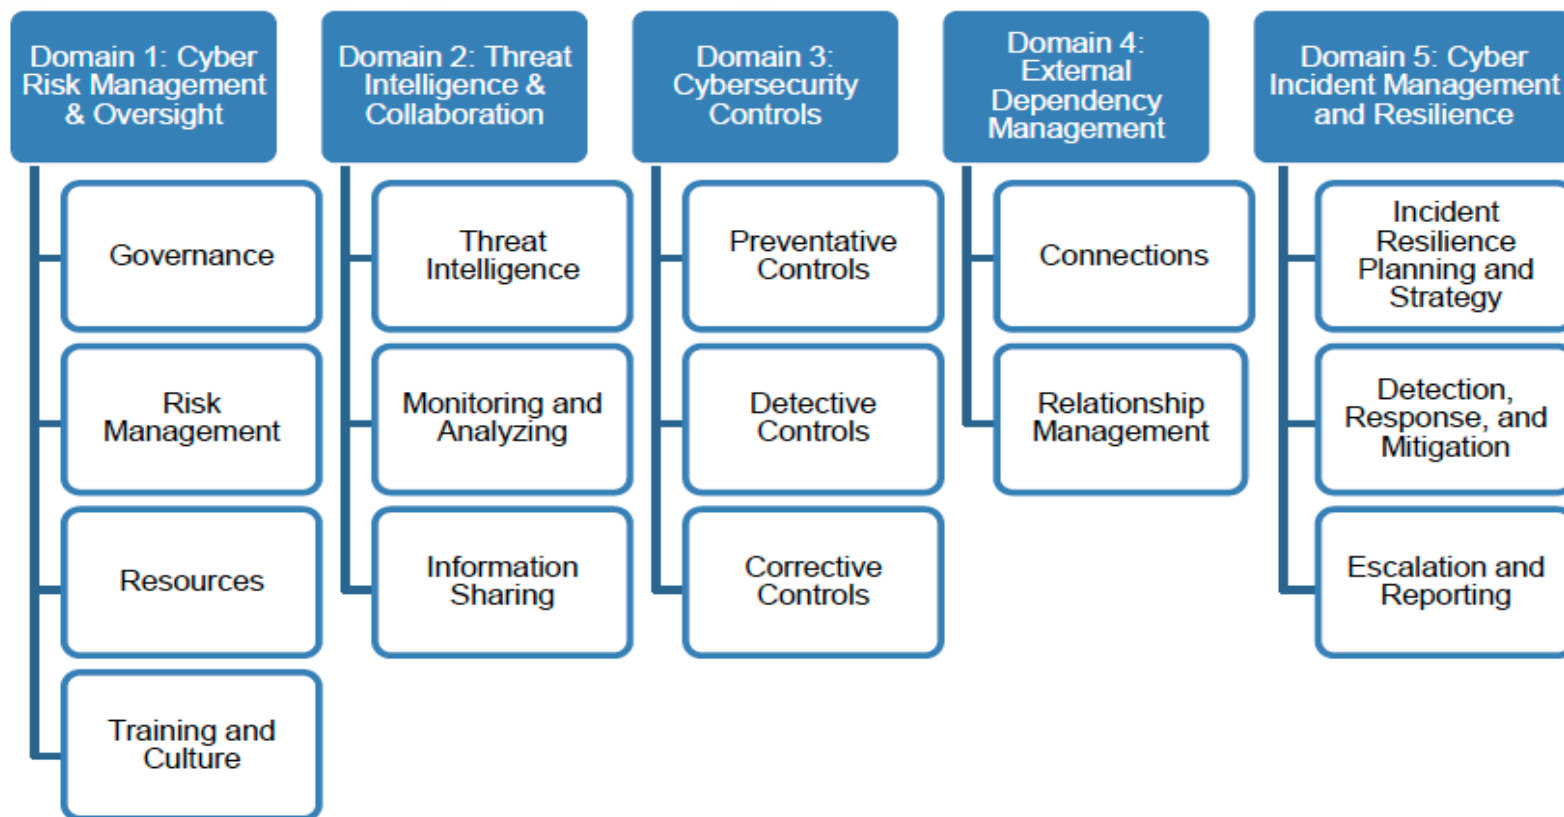 Domain 1: Cyber
Risk Management
& Oversight
Governance
Risk
Management
Resources
Training and
Culture
Domain 2: Threat
Intelligence &
Collaboration
Threat
Intelligence
Monitoring and
Analyzing
Information
Sharing
Domain 3:
Cybersecurity
Controls
Preventative
Controls
Detective
Controls
Corrective
Controls
Domain 4:
External
Dependency
Management
Connections
Relationship
Management
Domain 5: Cyber
Incident Management
and Resilience
Incident
Resilience
Planning and
Strategy
Detection,
Response, and
Mitigation
Escalation and
Reporting